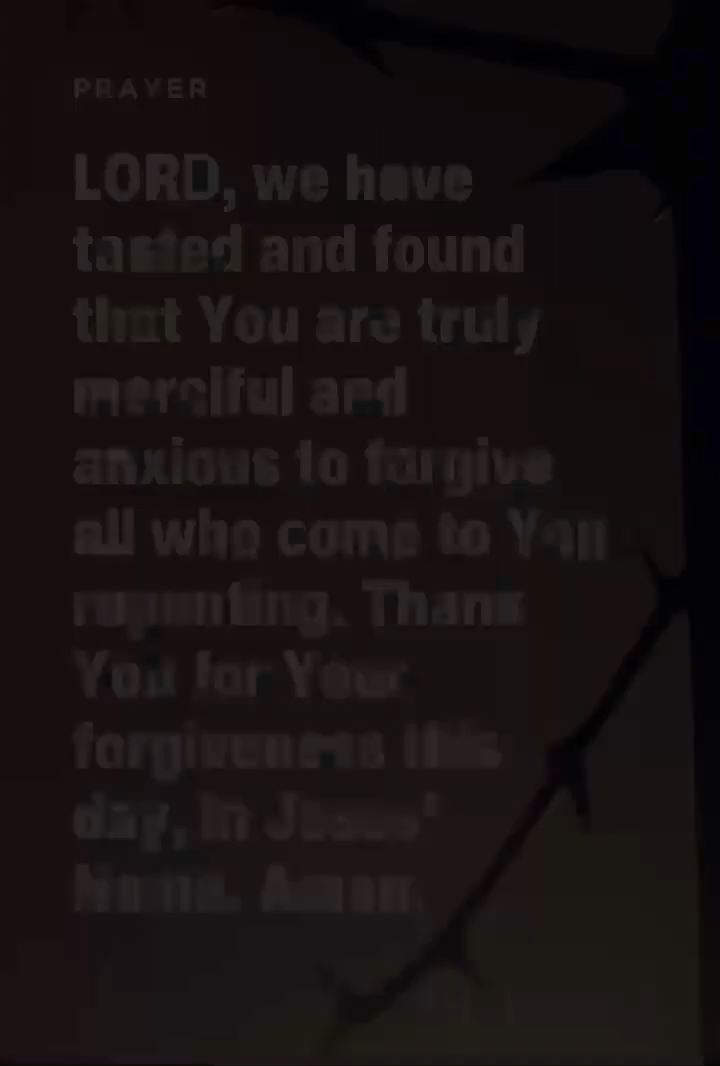 PRAYER
LORD, we have
tasted and found
that You are truly
merciful and
anxious to forgive
all who come to You
repenting. Thank
You for Your
forgiveness this
day, in Jesus'
Name. Amen.